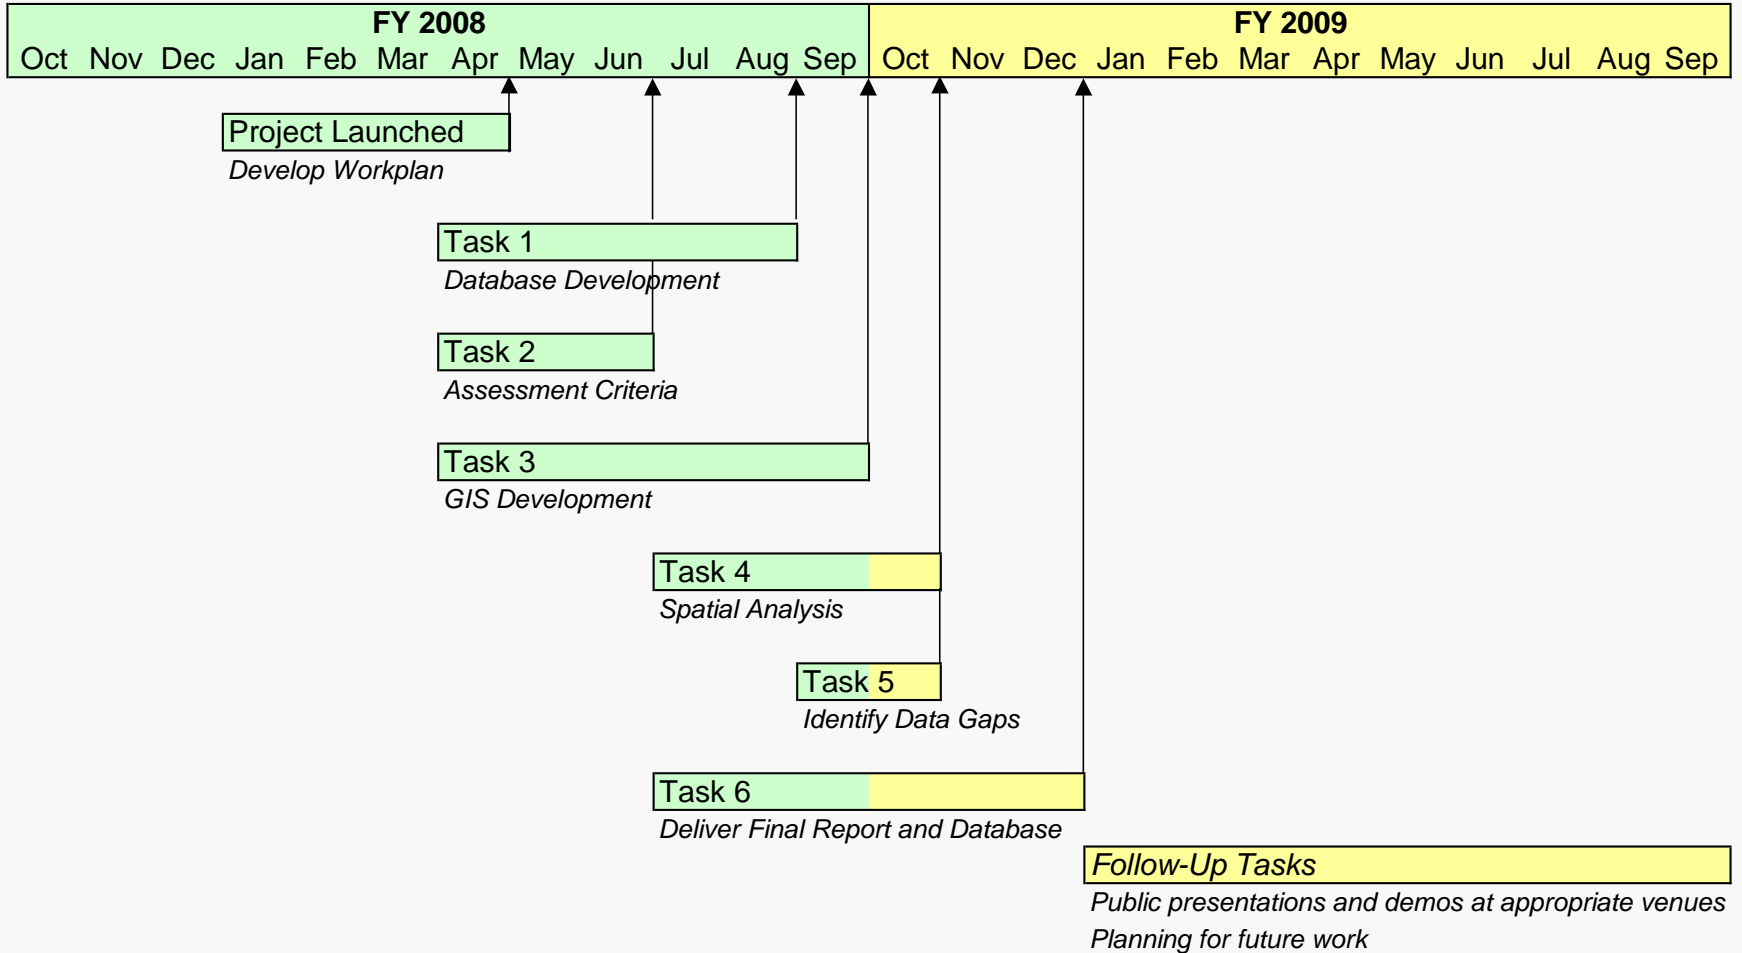 FY 2008 FY 2009
Oct Nov Dec Jan Feb Mar Apr May Jun Jul Aug Sep Oct Nov Dec Jan Feb Mar Apr May Jun Jul Aug Sep
Project Launched
Develop Workplan
Task 1
Database Development
Task 2
Assessment Criteria
Task 3
GIS Development
Task 4
Spatial Analysis
Task 5
Identify Data Gaps
Task 6
Deliver Final Report and Database
Follow-Up Tasks
Public presentations and demos at appropriate venues
Planning for future work